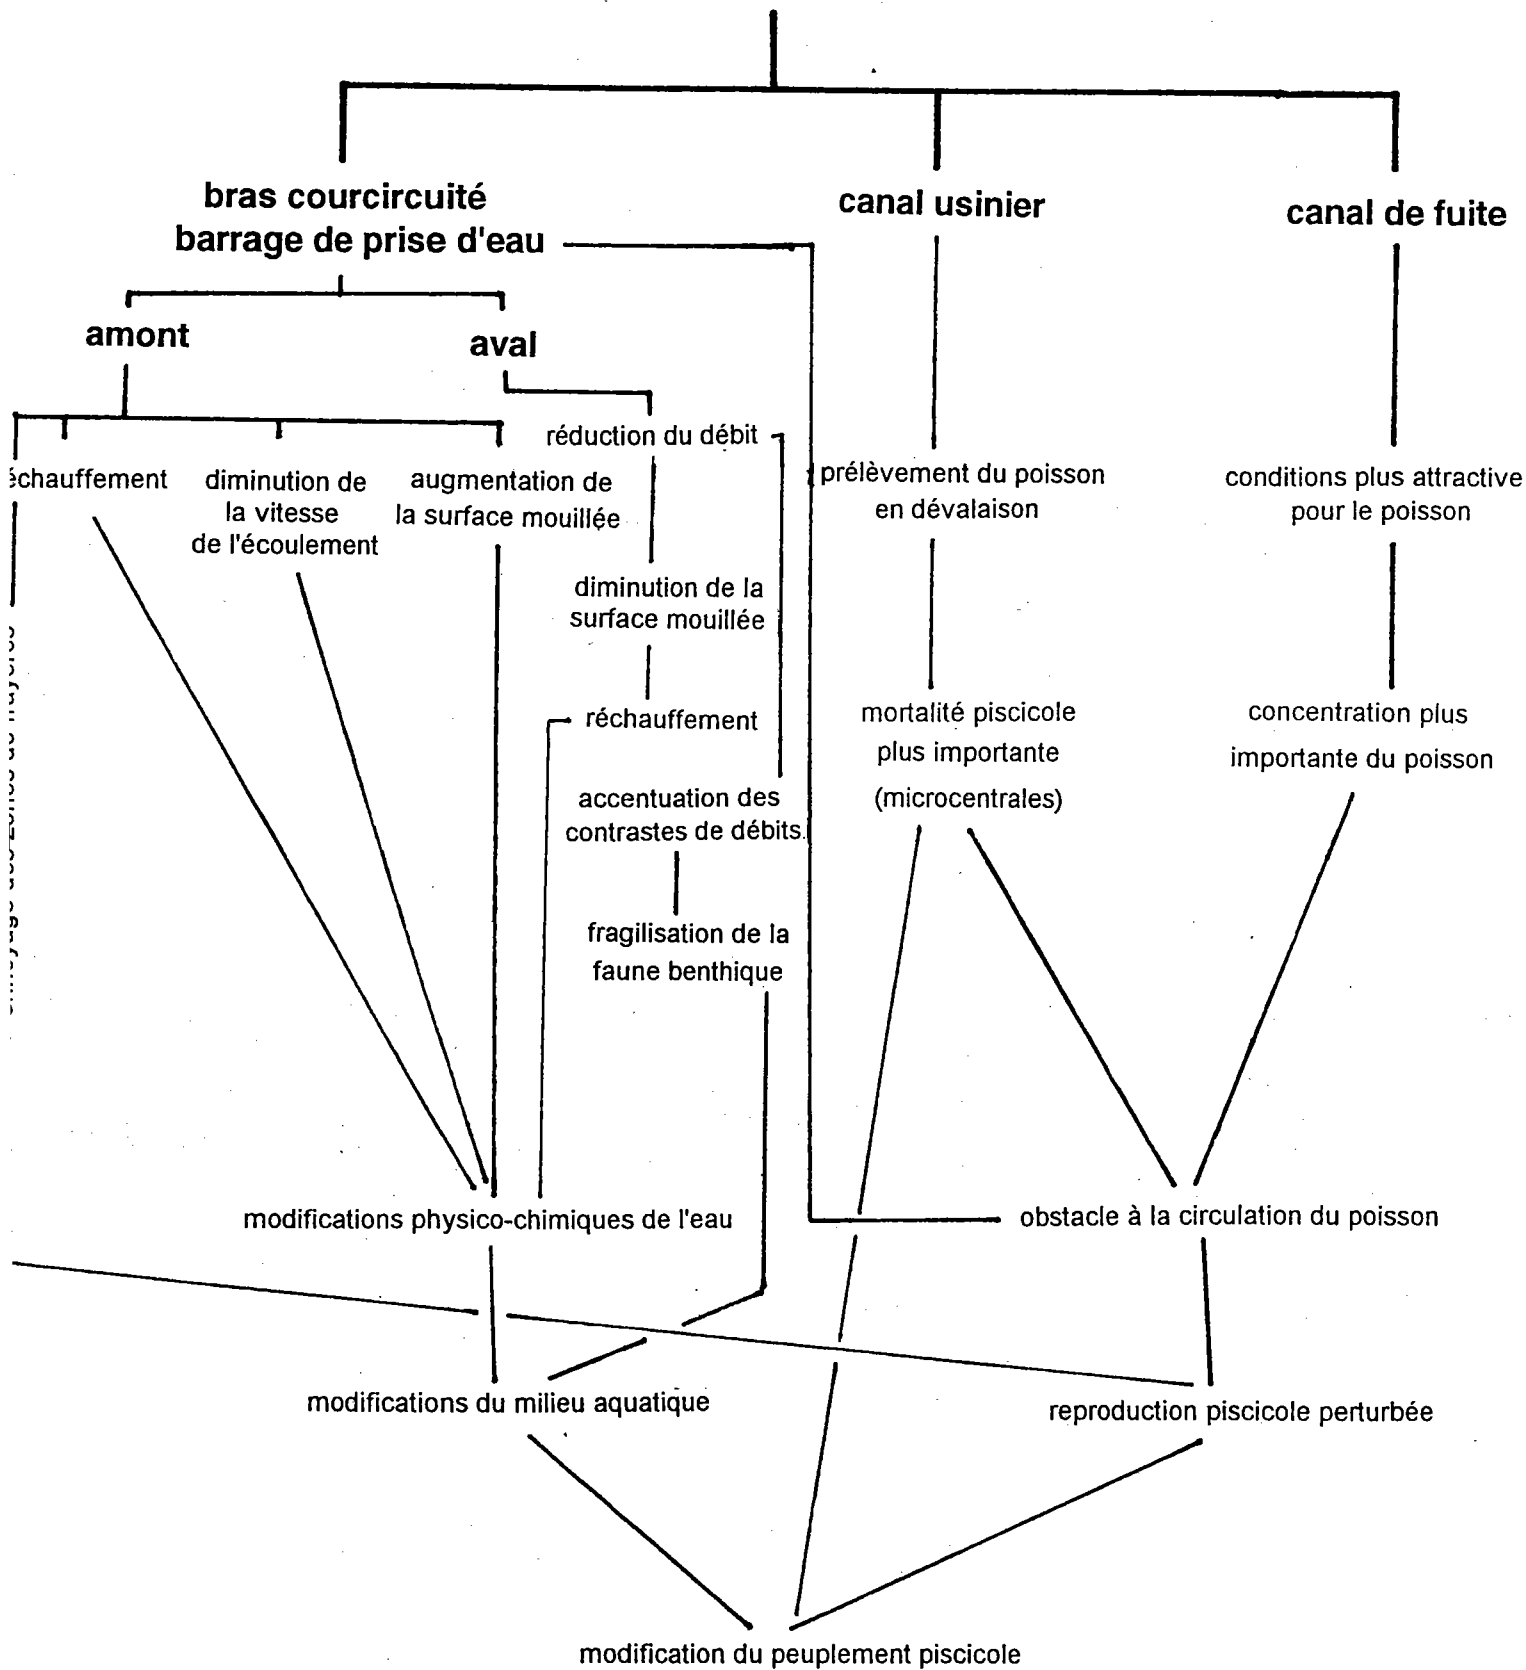 bras courcircuité
barrage de prise d'eau
canal usinier
canal de fuite
amont
aval
réduction du débit
échauffement
diminution de
la vitesse
de l'écoulement
augmentation de
la surface mouillée
prélèvement du poisson
en dévalaison
conditions plus attractive
pour le poisson
diminution de la
surface mouillée
réchauffement
mortalité piscicole
plus importante
(microcentrales)
concentration plus
importante du poisson
accentuation des
contrastes de débits.
fragilisation de la
faune benthique
modifications physico-chimiques de l'eau
obstacle à la circulation du poisson
modifications du milieu aquatique
reproduction piscicole perturbée
modification du peuplement piscicole